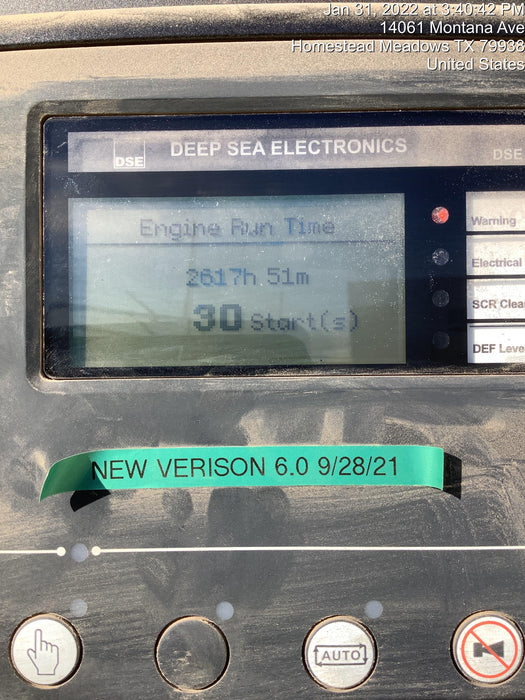 Jan 31, 2022 at 3:40:42 PM
14061 Montana Ave
Homestead Meadows TX 79938
United States
DSE DEEP SEA ELECTRONICS DSE
Engine Run Time
2617h 51m
30 Start(s)
Warning
Electrical
SCR Clea
DEF Leve
NEW VERISON 6.0 9/28/21
AUTO